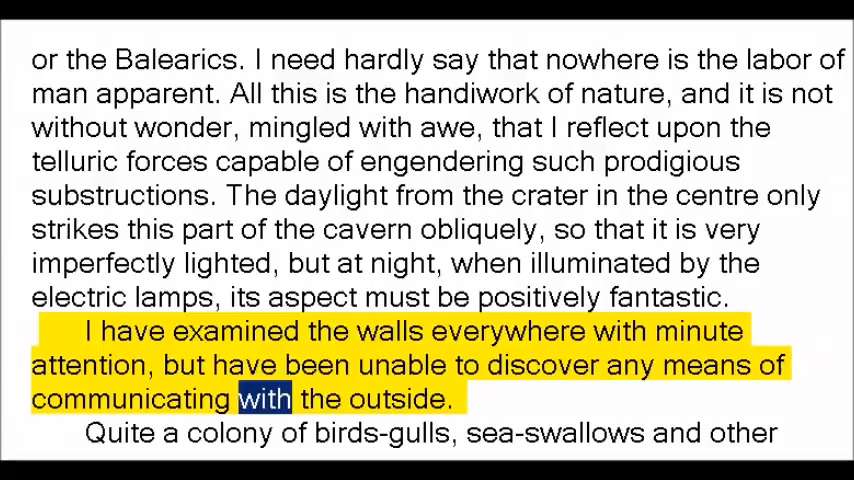 or the Balearics. I need hardly say that nowhere is the labor of
man apparent. All this is the handiwork of nature, and it is not
without wonder, mingled with awe, that I reflect upon the
telluric forces capable of engendering such prodigious
substructions. The daylight from the crater in the centre only
strikes this part of the cavern obliquely, so that it is very
imperfectly lighted, but at night, when illuminated by the
electric lamps, its aspect must be positively fantastic.
I have examined the walls everywhere with minute
attention, but have been unable to discover any means of
communicating with the outside.
Quite a colony of birds-gulls, sea-swallows and other